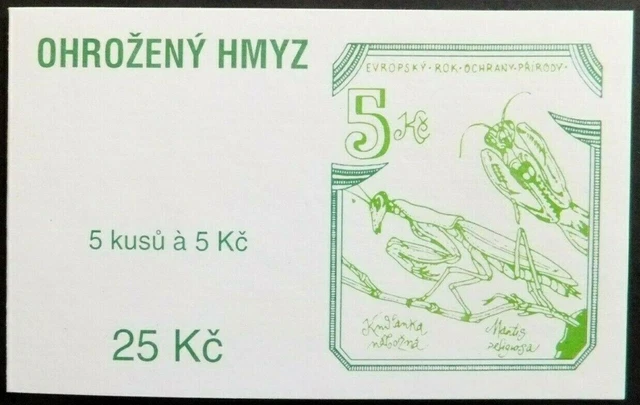 OHROŽENÝ HMYZ
5 kusů à 5 Kč
25 Kč
EVROPSKÝ·ROK·OCHRANY·PŘÍRODY·
5 Kč
Kudlanka
nábožná
Mantis
religiosa